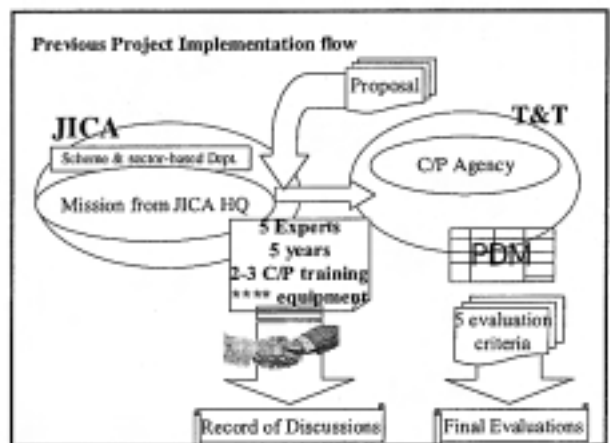 Previous Project Implementation flow
Proposal
JICA
T&T
Scheme & sector-based Dept.
C/P Agency
Mission from JICA HQ
5 Experts
5 years
2-3 C/P training
**** equipment
PDM
5 evaluation
criteria
Record of Discussions
Final Evaluations